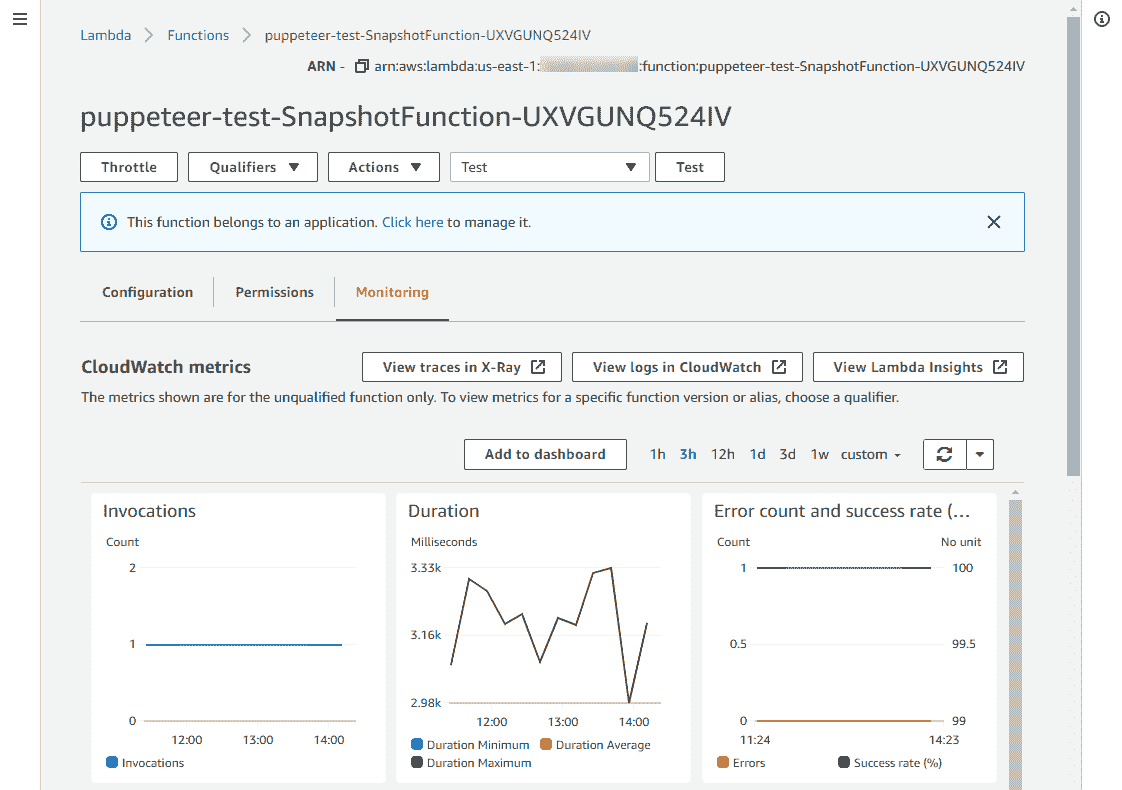 Lambda > Functions > puppeteer-test-SnapshotFunction-UXVGUNQ524IV
ARN - arn:aws:lambda:us-east-1: :function:puppeteer-test-SnapshotFunction-UXVGUNQ524IV
puppeteer-test-SnapshotFunction-UXVGUNQ524IV
Throttle Qualifiers Actions Test Test
This function belongs to an application. Click here to manage it.
Configuration Permissions Monitoring
CloudWatch metrics View traces in X-Ray View logs in CloudWatch View Lambda Insights
The metrics shown are for the unqualified function only. To view metrics for a specific function version or alias, choose a qualifier.
Add to dashboard 1h 3h 12h 1d 3d 1w custom
Invocations
Count
2
1
0
12:00 13:00 14:00
Invocations
Duration
Milliseconds
3.33k
3.16k
2.98k
12:00 13:00 14:00
Duration Minimum Duration Average
Duration Maximum
Error count and success rate (...
Count No unit
1 100
0.5 99.5
0 99
11:24 14:23
Errors Success rate (%)